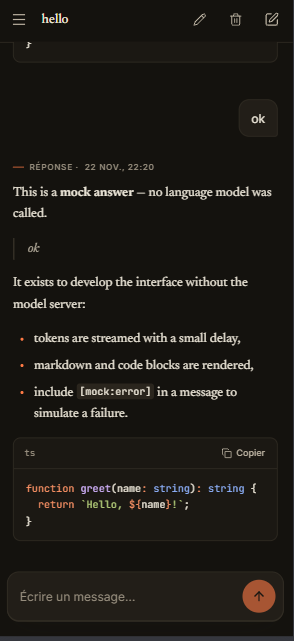 hello
}
ok
— RÉPONSE · 22 NOV., 22:20
This is a mock answer — no language model was
called.
ok
It exists to develop the interface without the
model server:
• tokens are streamed with a small delay,
• markdown and code blocks are rendered,
• include [mock:error] in a message to
simulate a failure.
ts
Copier
function greet(name: string): string {
  return `Hello, ${name}!`;
}
Écrire un message...